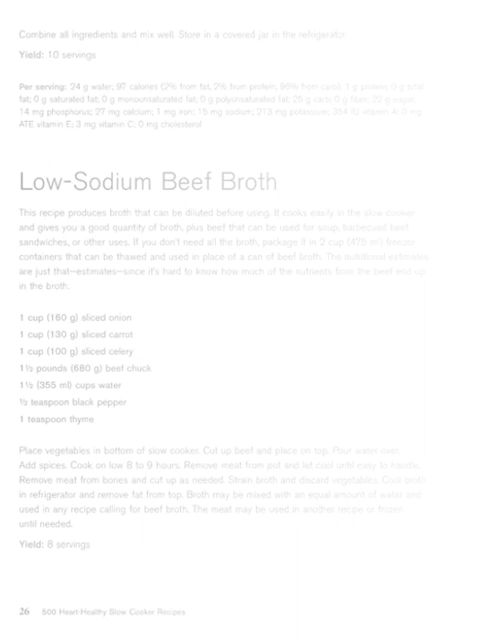 Combine all ingredients and mix well. Store in a covered jar in the refrigerator.
Yield: 10 servings
Per serving: 24 g water; 97 calories (2% from fat, 2% from protein, 96% from carb); 1 g protein; 0 g total
fat; 0 g saturated fat; 0 g monounsaturated fat; 0 g polyunsaturated fat; 25 g carb; 0 g fiber; 22 g sugar;
14 mg phosphorus; 27 mg calcium; 1 mg iron; 15 mg sodium; 213 mg potassium; 354 IU vitamin A; 0 mg
ATE vitamin E; 3 mg vitamin C; 0 mg cholesterol
Low-Sodium Beef Broth
This recipe produces broth that can be diluted before using. It cooks easily in the slow cooker
and gives you a good quantity of broth, plus beef that can be used for soup, barbecued beef
sandwiches, or other uses. If you don't need all the broth, package it in 2 cup (475 ml) freezer
containers that can be thawed and used in place of a can of beef broth. The nutritional estimates
are just that—estimates—since it's hard to know how much of the nutrients from the beef end up
in the broth.
1 cup (160 g) sliced onion
1 cup (130 g) sliced carrot
1 cup (100 g) sliced celery
1½ pounds (680 g) beef chuck
1½ (355 ml) cups water
½ teaspoon black pepper
1 teaspoon thyme
Place vegetables in bottom of slow cooker. Cut up beef and place on top. Pour water over.
Add spices. Cook on low 8 to 9 hours. Remove meat from pot and let cool until easy to handle.
Remove meat from bones and cut up as needed. Strain broth and discard vegetables. Cool broth
in refrigerator and remove fat from top. Broth may be mixed with an equal amount of water and
used in any recipe calling for beef broth. The meat may be used in another recipe or frozen
until needed.
Yield: 8 servings
26 500 Heart-Healthy Slow Cooker Recipes